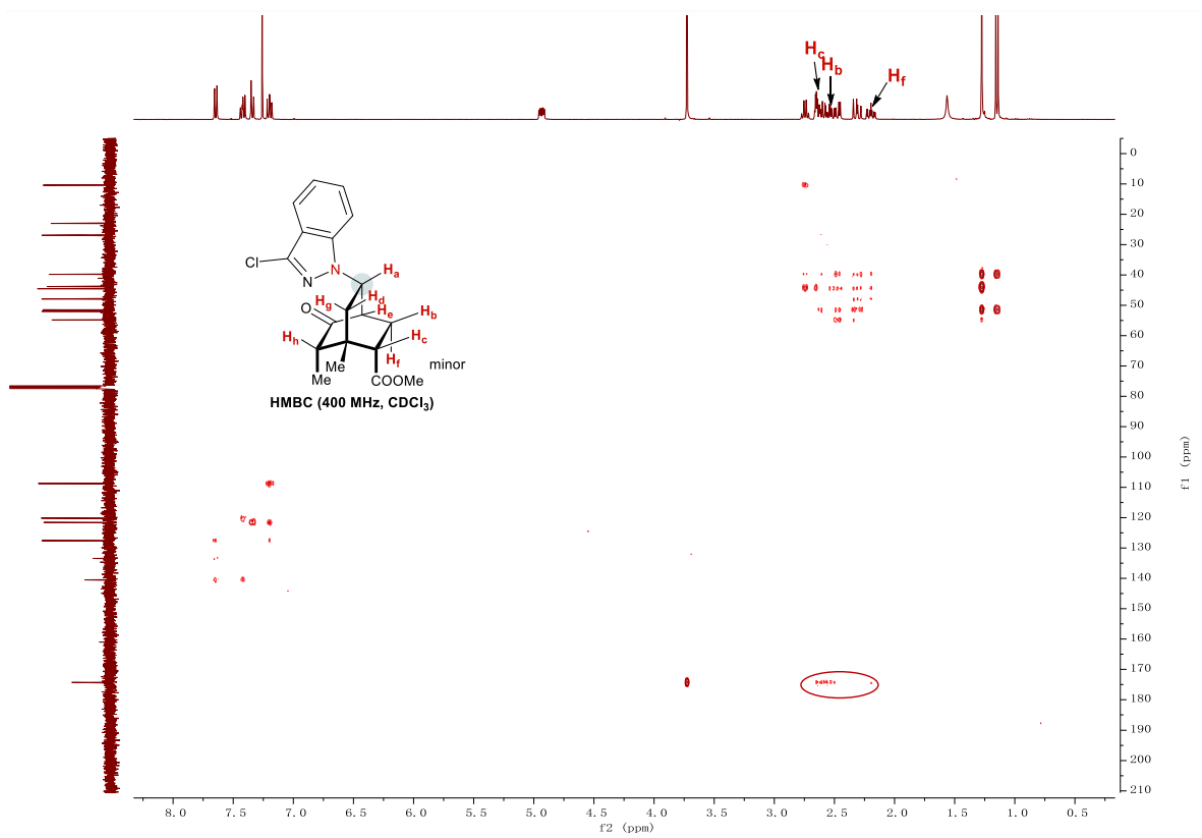 Hc
Hb
Hf
Cl
N
N
Ha
O
Hg
Hd
He
Hb
Hh
Hc
Hf
Me
Me
COOMe
minor
HMBC (400 MHz, CDCl3)
0
10
20
30
40
50
60
70
80
90
100
110
120
130
140
150
160
170
180
190
200
210
f1 (ppm)
8.0 7.5 7.0 6.5 6.0 5.5 5.0 4.5 4.0 3.5 3.0 2.5 2.0 1.5 1.0 0.5
f2 (ppm)